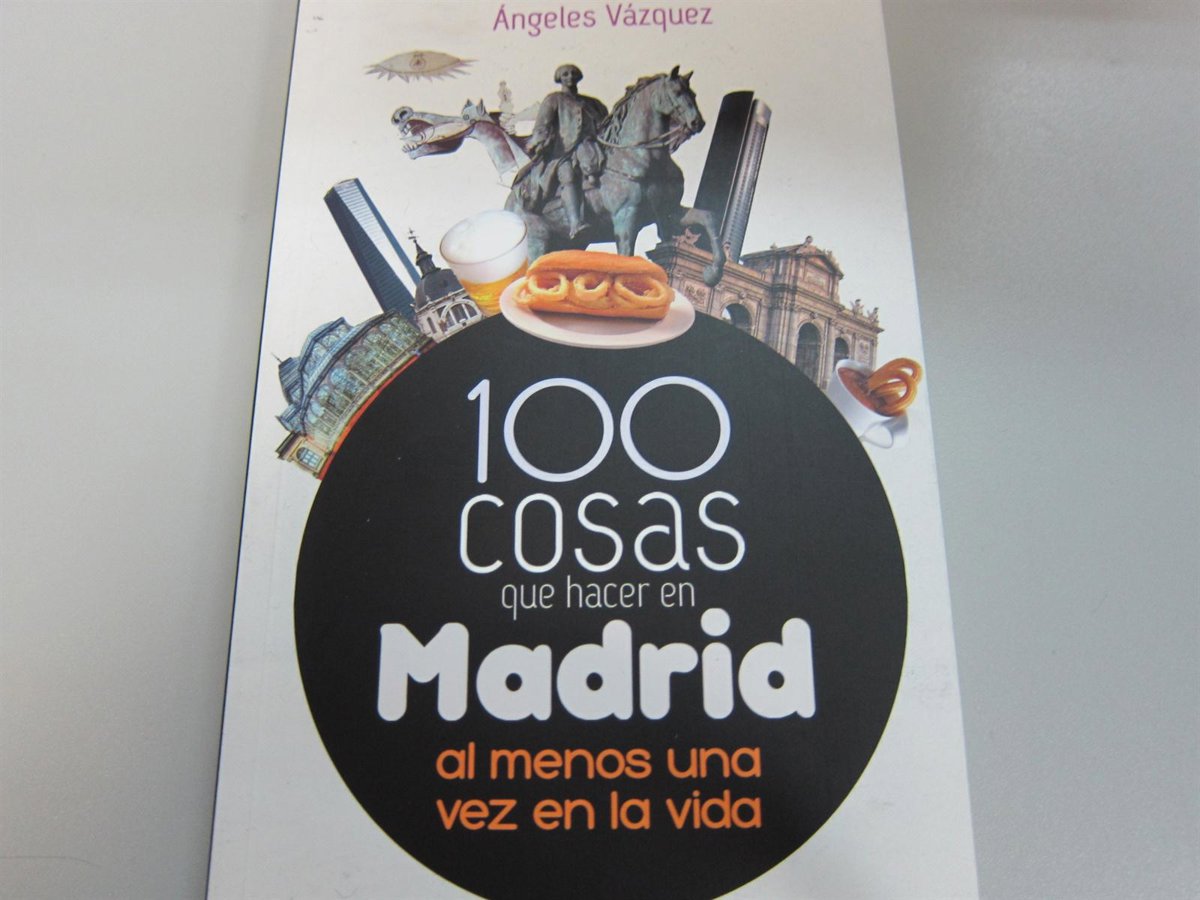 Ángeles Vázquez
100
cosas
que hacer en
Madrid
al menos una
vez en la vida